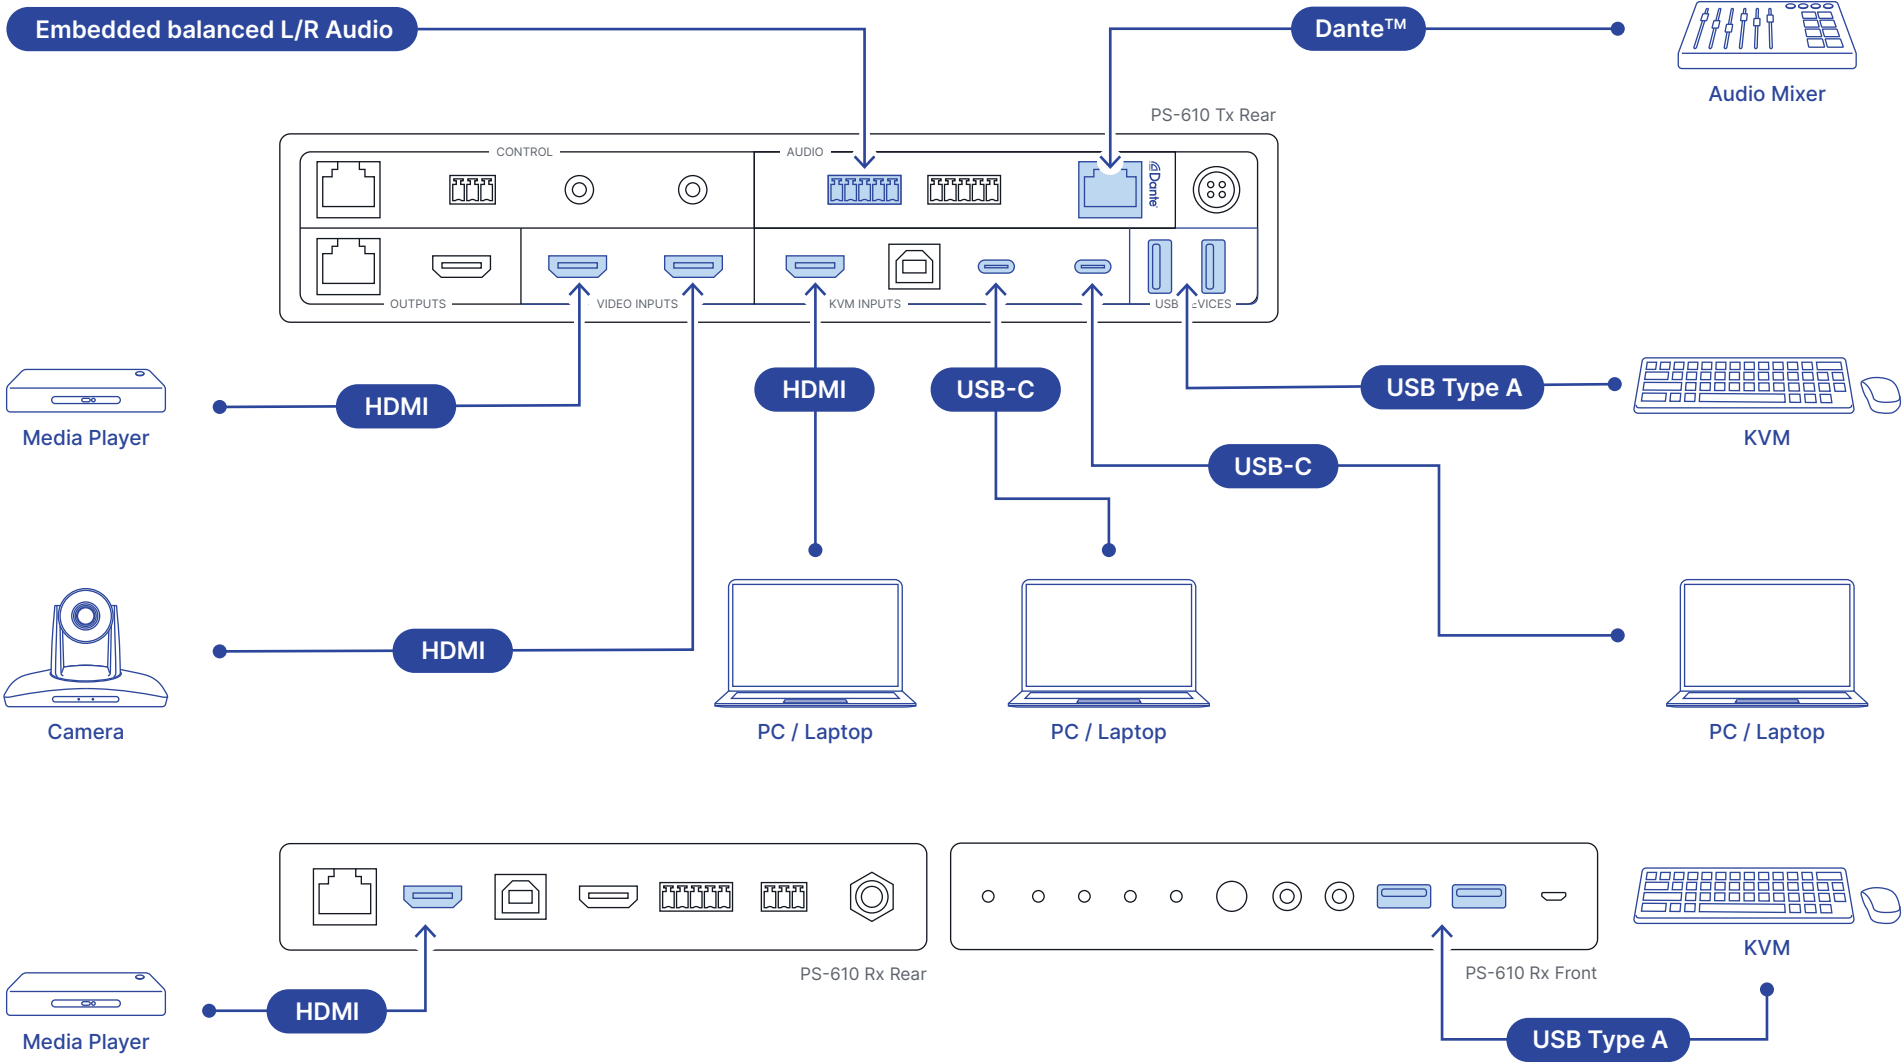 Embedded balanced L/R Audio
Dante™
Audio Mixer
PS-610 Tx Rear
CONTROL
AUDIO
Dante
OUTPUTS
VIDEO INPUTS
KVM INPUTS
USB
EVICES
Media Player
HDMI
HDMI
USB-C
USB Type A
KVM
USB-C
Camera
HDMI
PC / Laptop
PC / Laptop
PC / Laptop
PS-610 Rx Rear
PS-610 Rx Front
KVM
Media Player
HDMI
USB Type A